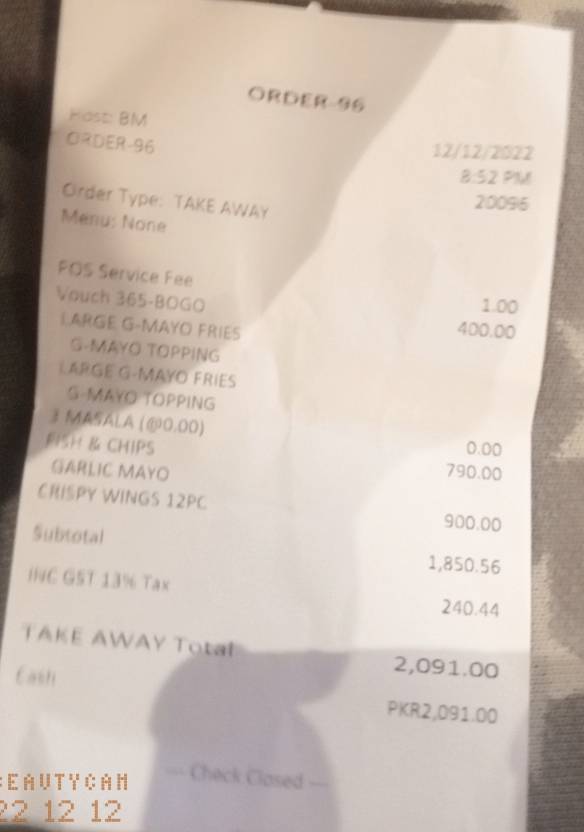 ORDER-96
Host: BM
ORDER-96
12/12/2022
8:52 PM
20096
Order Type: TAKE AWAY
Menu: None
POS Service Fee 1.00
Vouch 365-BOGO 400.00
LARGE G-MAYO FRIES
G-MAYO TOPPING
LARGE G-MAYO FRIES
G-MAYO TOPPING
3 MASALA (@0.00) 0.00
FISH & CHIPS 790.00
GARLIC MAYO
CRISPY WINGS 12PC 900.00
Subtotal 1,850.56
INC GST 13% Tax 240.44
TAKE AWAY Total 2,091.00
Cash PKR2,091.00
--- Check Closed ---
BEAUTYCAM
22 12 12